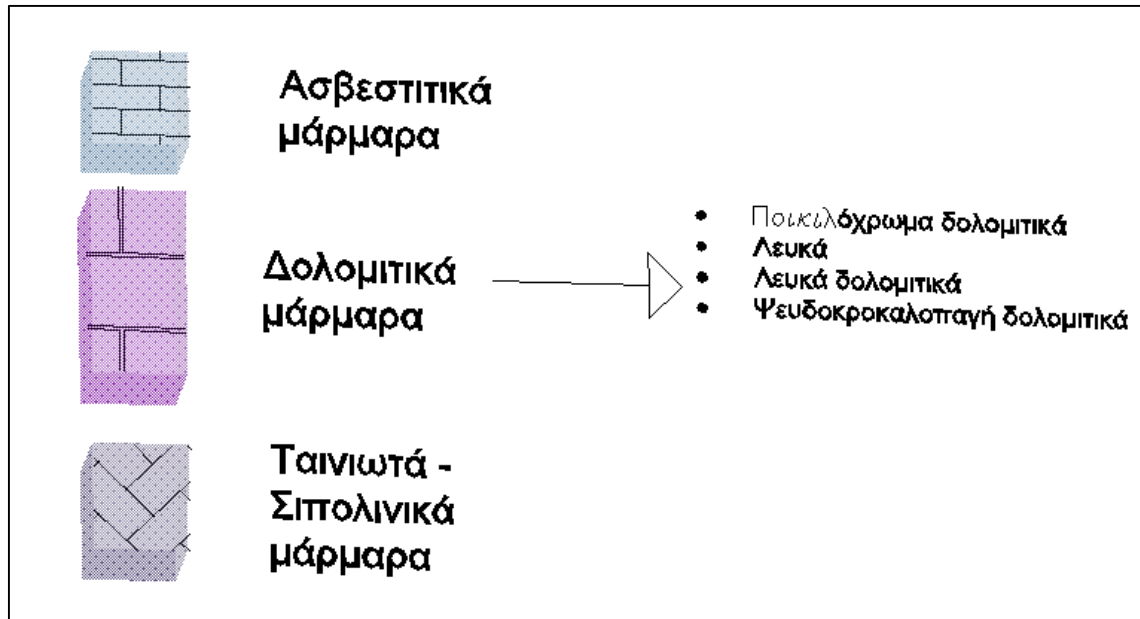 Ασβεστιτικά
μάρμαρα
Δολομιτικά
μάρμαρα
• Ποικιλόχρωμα δολομιτικά
• Λευκά
• Λευκά δολομιτικά
• Ψευδοκροκαλοπαγή δολομιτικά
Ταινιωτά -
Σιπολινικά
μάρμαρα